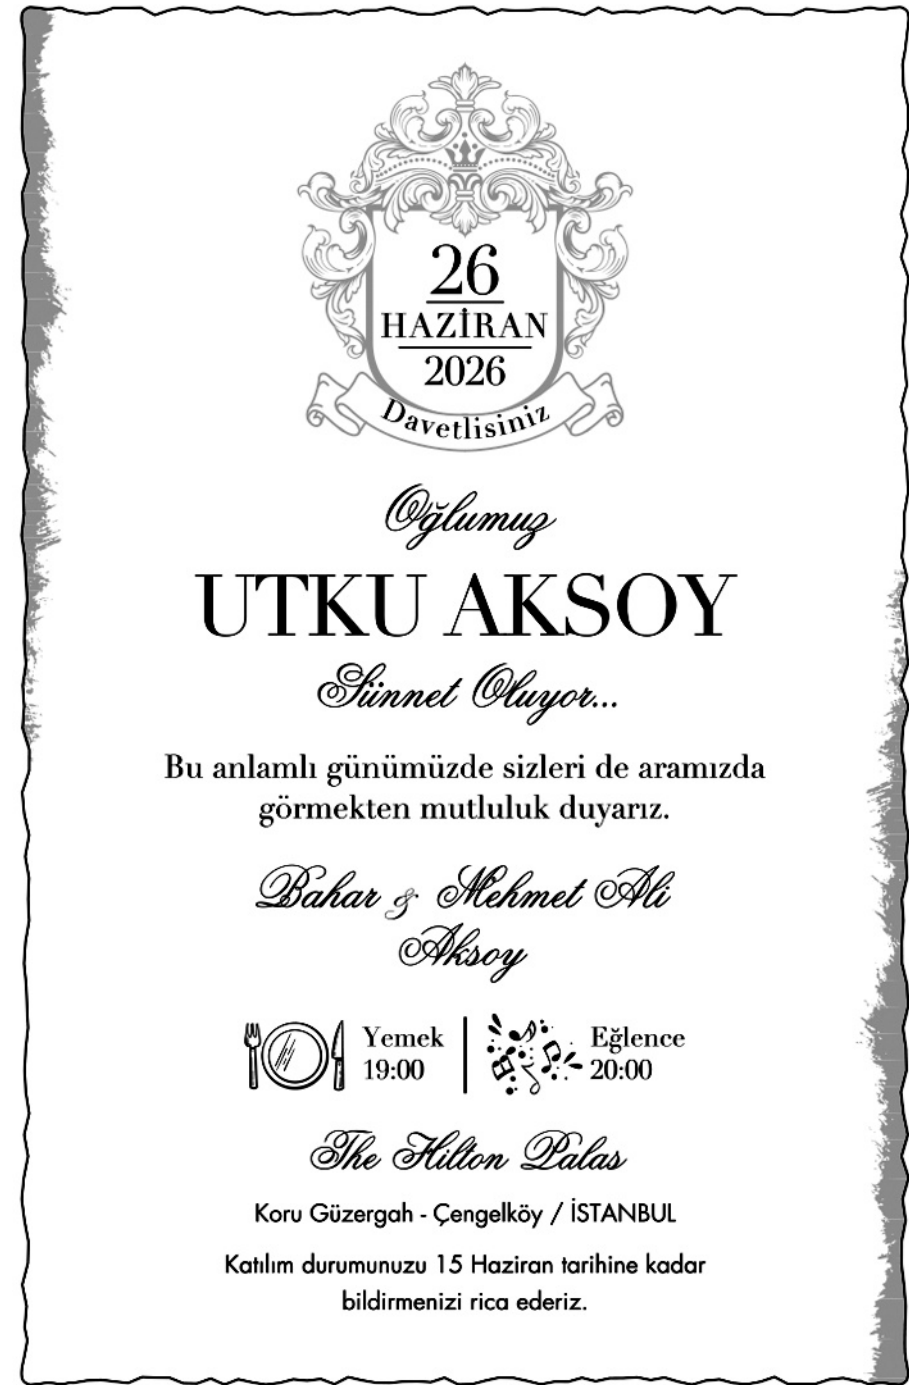 26
HAZİRAN
2026
Davetlisiniz
Oğlumuz
UTKU AKSOY
Sünnet Oluyor...
Bu anlamlı günümüzde sizleri de aramızda
görmekten mutluluk duyarız.
Bahar & Mehmet Ali
Aksoy
Yemek
19:00
Eğlence
20:00
The Hilton Palas
Koru Güzergah - Çengelköy / İSTANBUL
Katılım durumunuzu 15 Haziran tarihine kadar
bildirmenizi rica ederiz.